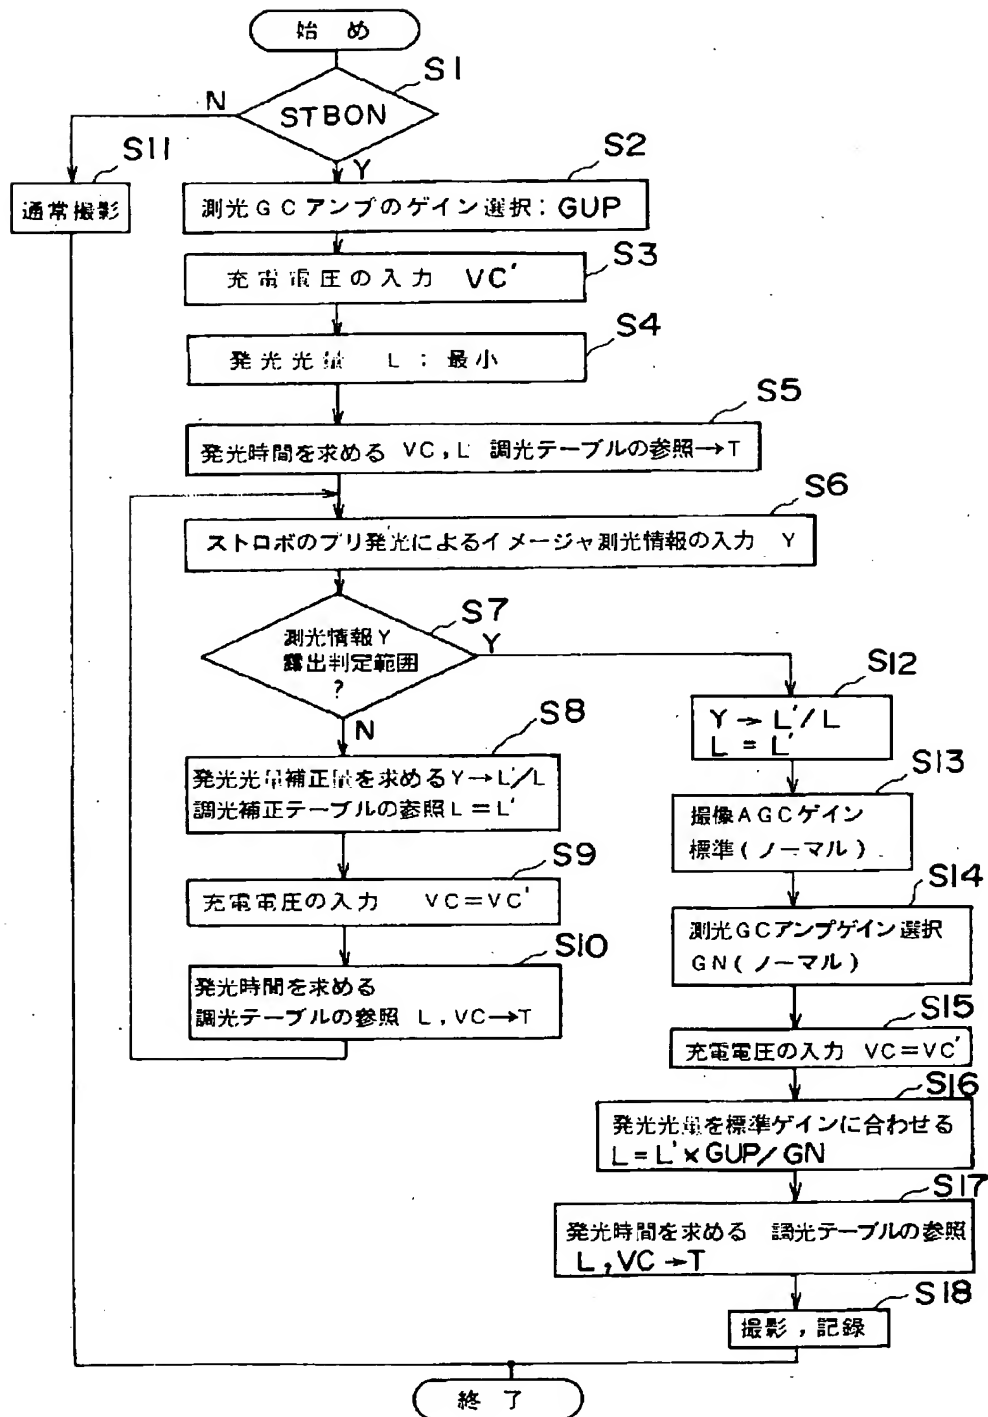 始め
S1
STBON
N
Y
S11
通常撮影
S2
測光GCアンプのゲイン選択:GUP
S3
充電電圧の入力 VC'
S4
発光光量 L:最小
S5
発光時間を求める VC,L 調光テーブルの参照→T
S6
ストロボのプリ発光によるイメージャ測光情報の入力 Y
S7
測光情報Y
露出判定範囲
?
Y
N
S8
発光光量補正量を求めるY→L'/L
調光補正テーブルの参照L=L'
S9
充電電圧の入力 VC=VC'
S10
発光時間を求める
調光テーブルの参照 L,VC→T
S12
Y→L'/L
L=L'
S13
撮像AGCゲイン
標準(ノーマル)
S14
測光GCアンプゲイン選択
GN(ノーマル)
S15
充電電圧の入力 VC=VC'
S16
発光光量を標準ゲインに合わせる
L=L'×GUP/GN
S17
発光時間を求める 調光テーブルの参照
L,VC→T
S18
撮影,記録
終了